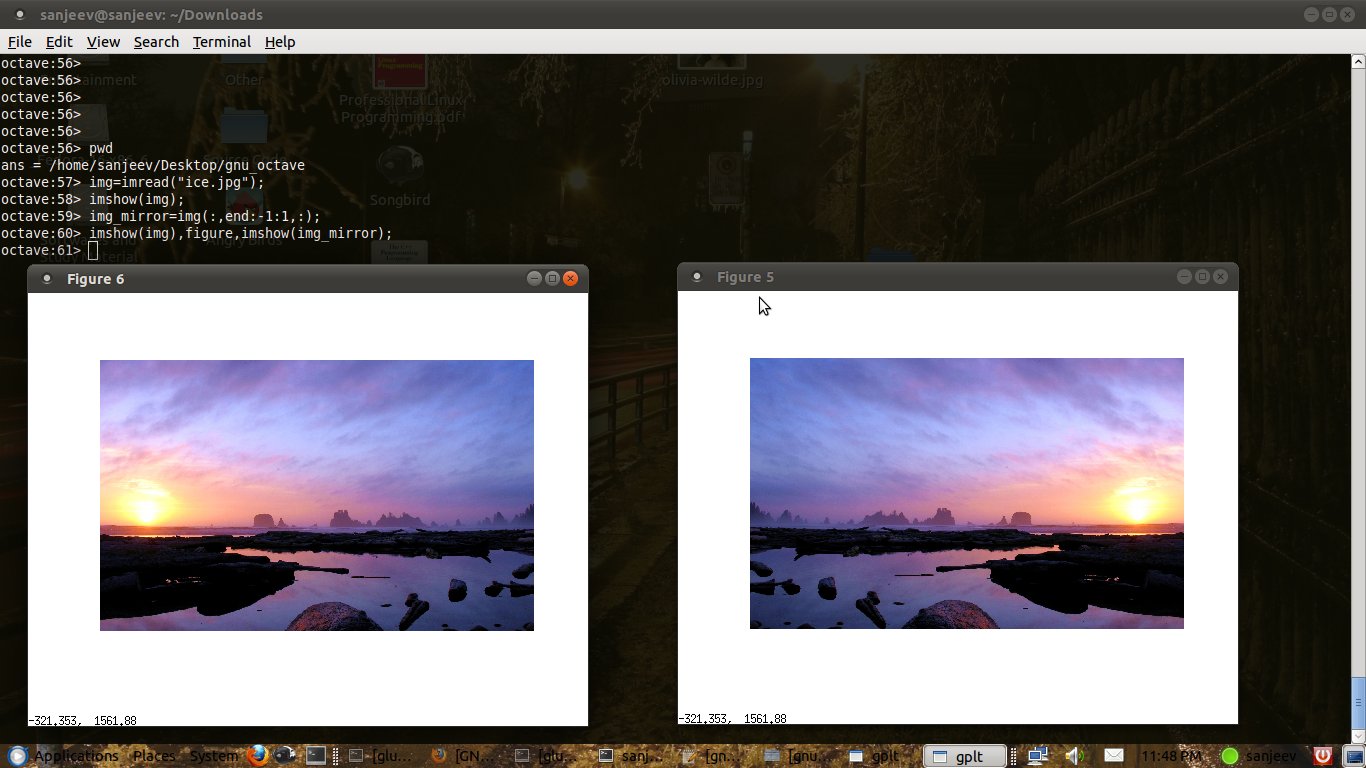 sanjeev@sanjeev: ~/Downloads
File Edit View Search Terminal Help
octave:56>
octave:56>
octave:56>
octave:56>
octave:56>
octave:56> pwd
ans = /home/sanjeev/Desktop/gnu_octave
octave:57> img=imread("ice.jpg");
octave:58> imshow(img);
octave:59> img_mirror=img(:,end:-1:1,:);
octave:60> imshow(img),figure,imshow(img_mirror);
octave:61>
Other
olivia-wilde.jpg
Professional Linux
Programming.pdf
Songbird
Angry Birds
Figure 6
Figure 5
-321.353, 1561.88
-321.353, 1561.88
Applications Places System [glu... [GN... [glu... sanj... [gn... [gnu... gplt gplt 11:48 PM sanjeev